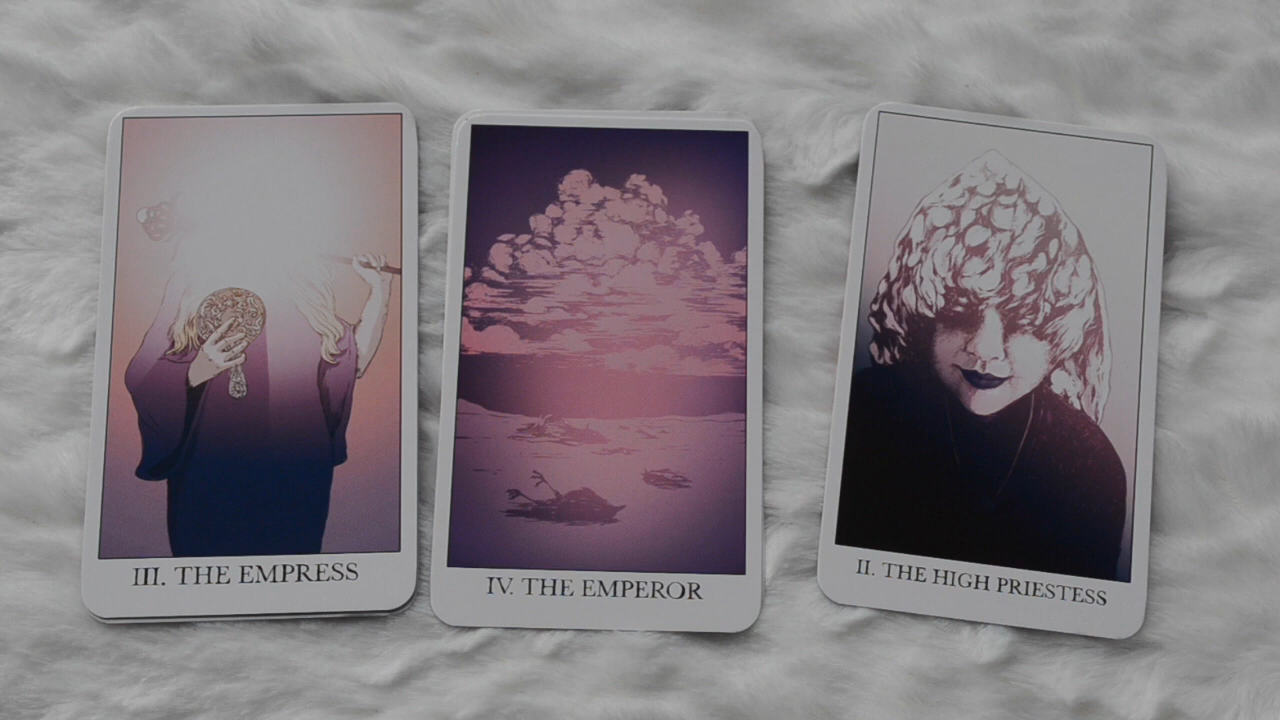 III. THE EMPRESS
IV. THE EMPEROR
II. THE HIGH PRIESTESS